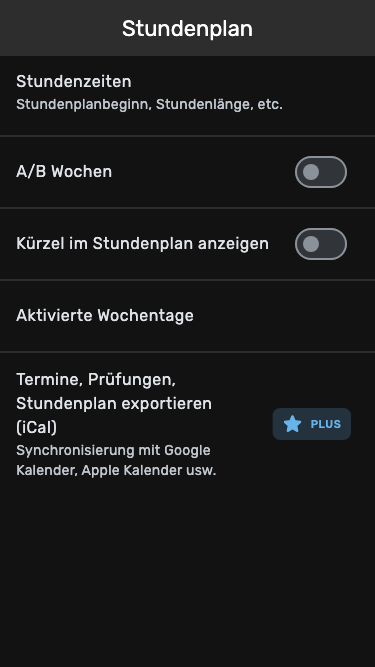 Stundenplan
Stundenzeiten
Stundenplanbeginn, Stundenlänge, etc.
A/B Wochen
Kürzel im Stundenplan anzeigen
Aktivierte Wochentage
Termine, Prüfungen,
Stundenplan exportieren
(iCal)
Synchronisierung mit Google
Kalender, Apple Kalender usw.
PLUS